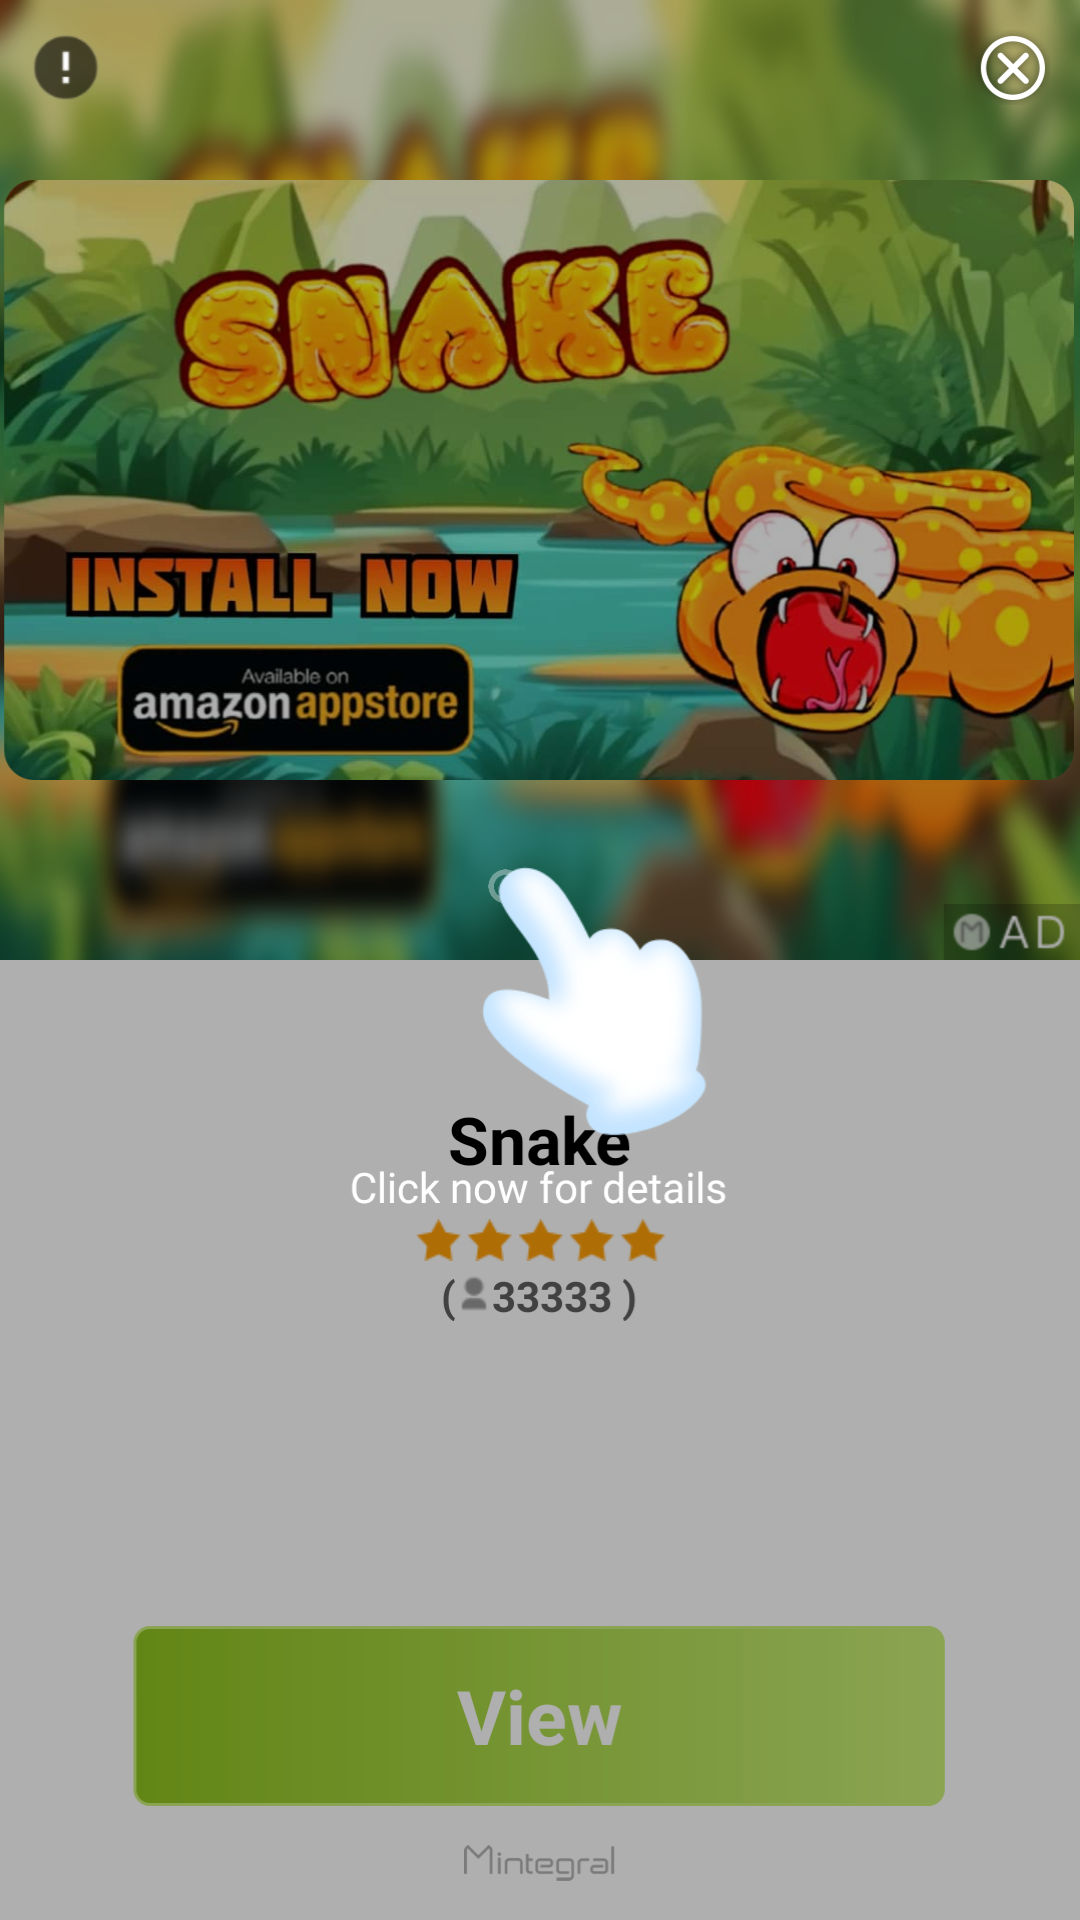 !
SNAKE
INSTALL NOW
Available on
amazon appstore
AD
Snake
Click now for details
(33333 )
View
Mintegral